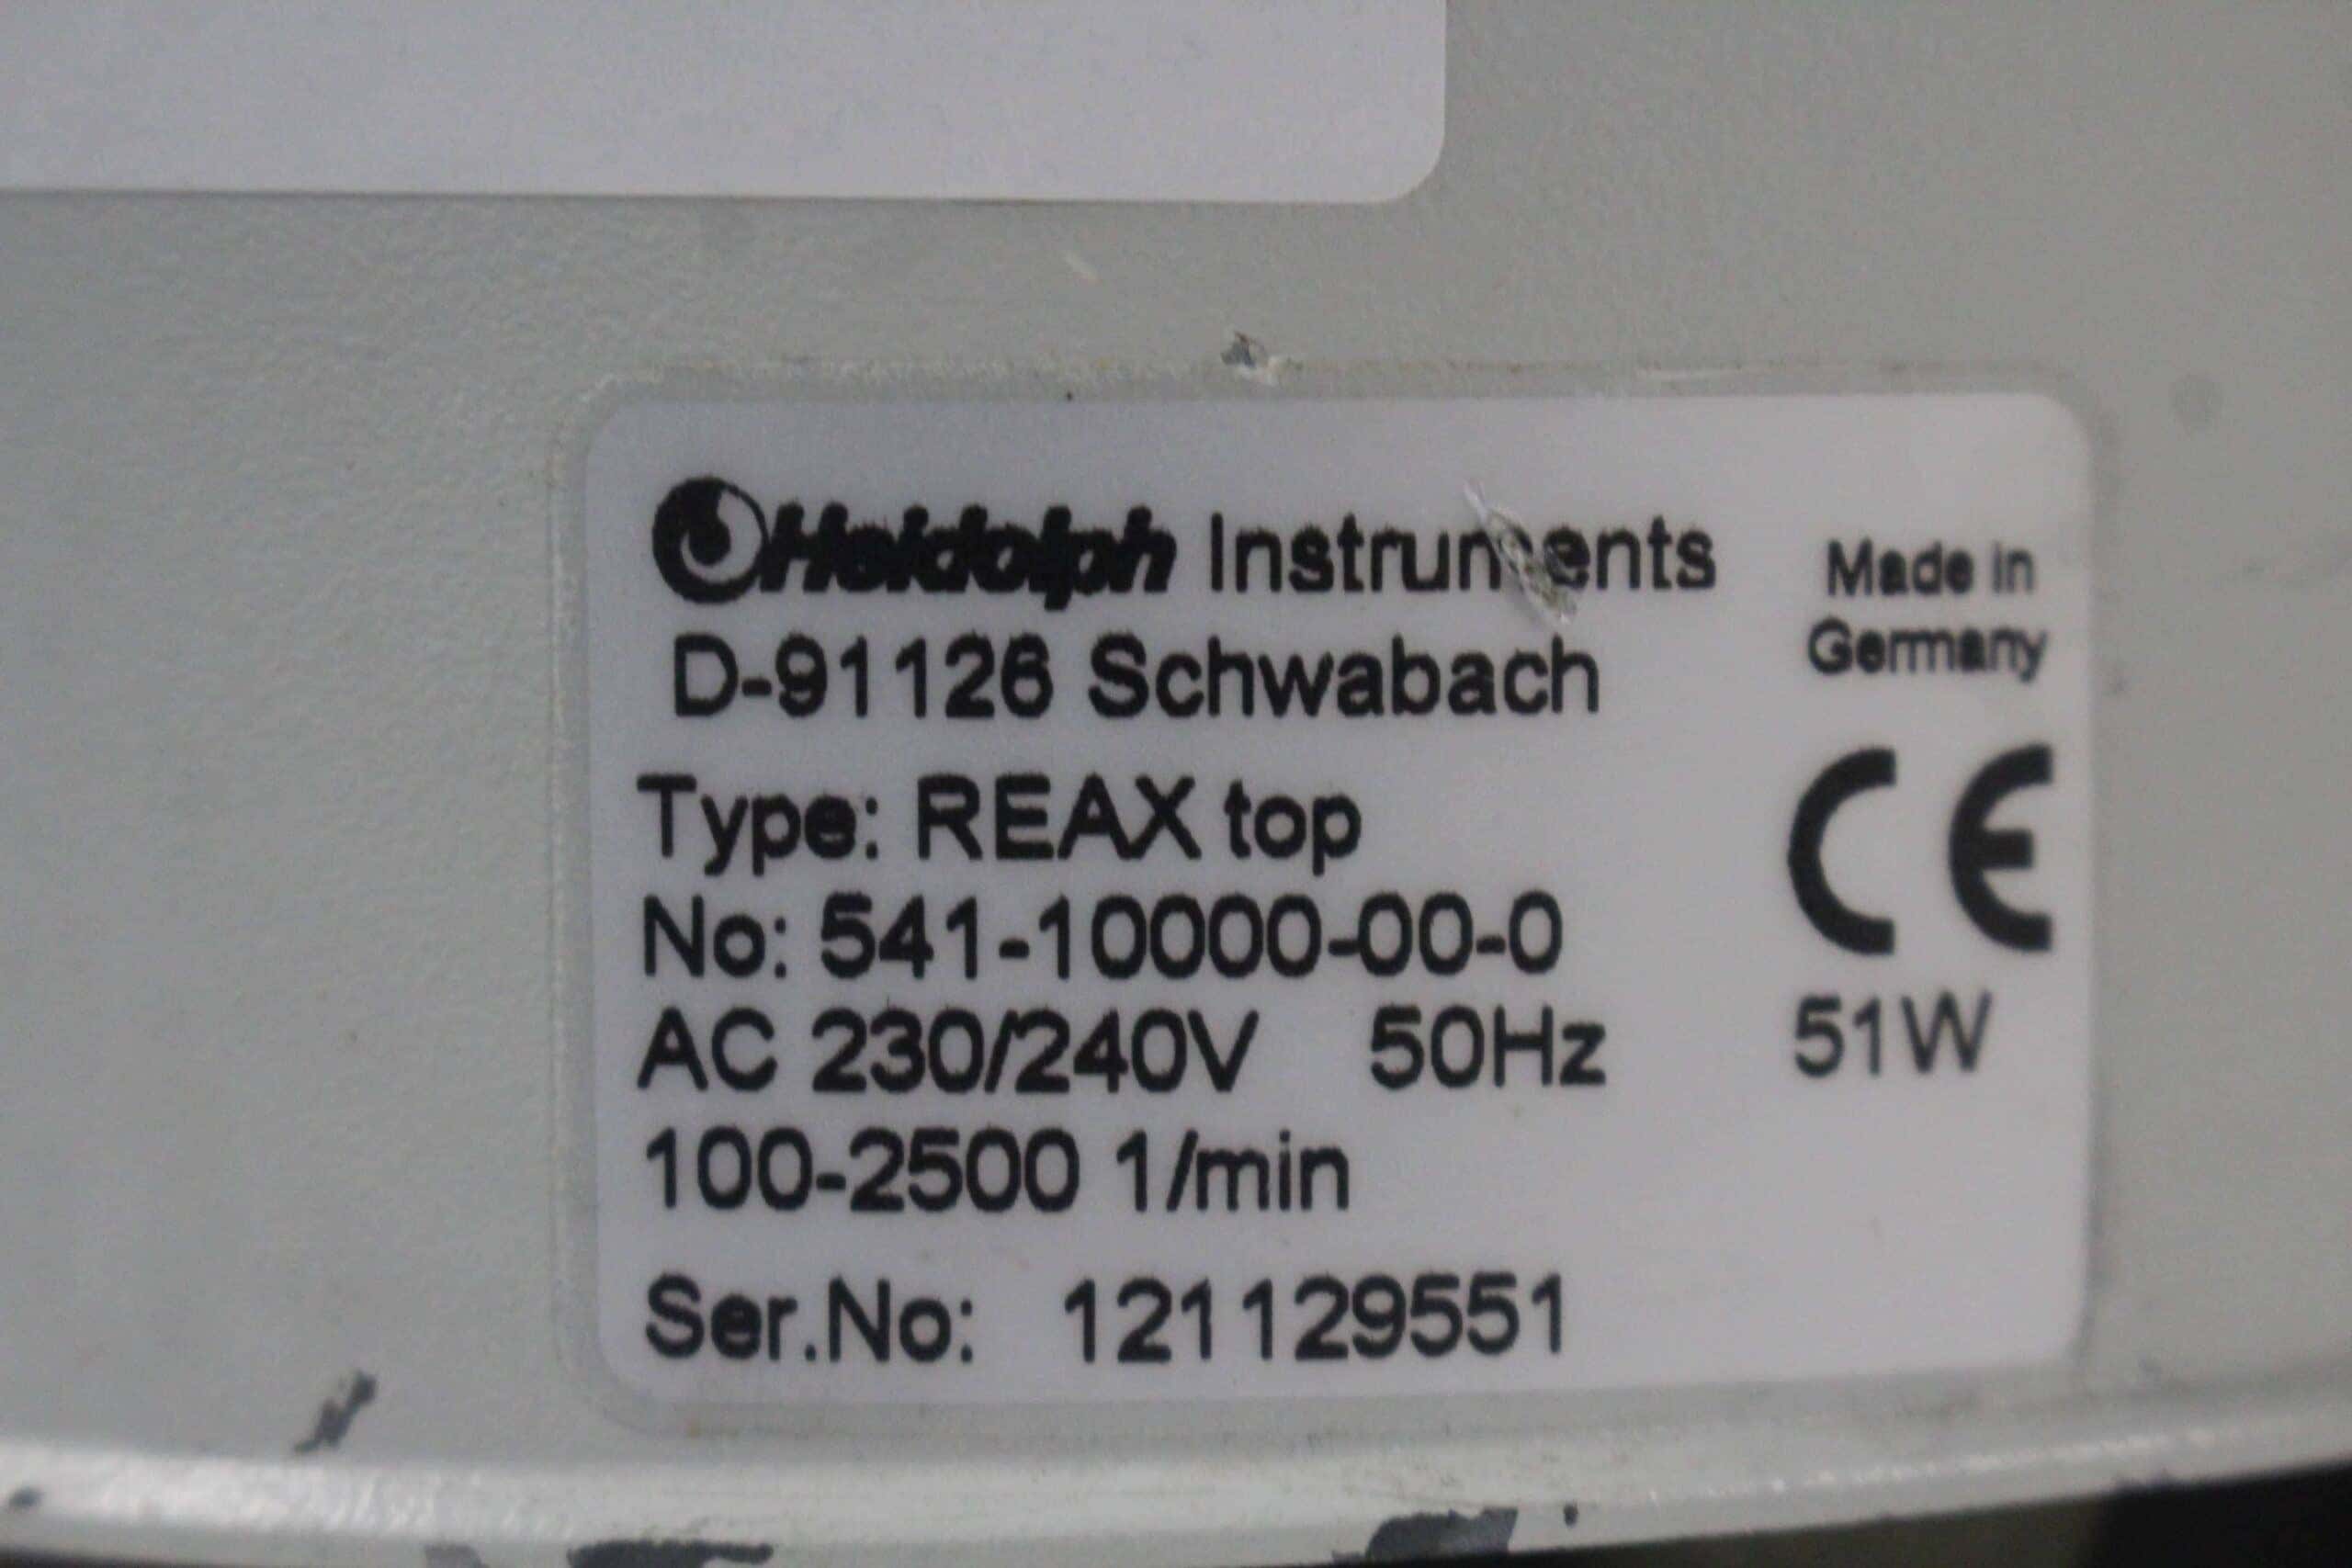 Heidolph Instruments
D-91126 Schwabach
Made in
Germany
Type: REAX top
CE
No: 541-10000-00-0
AC 230/240V 50Hz 51W
100-2500 1/min
Ser.No: 121129551